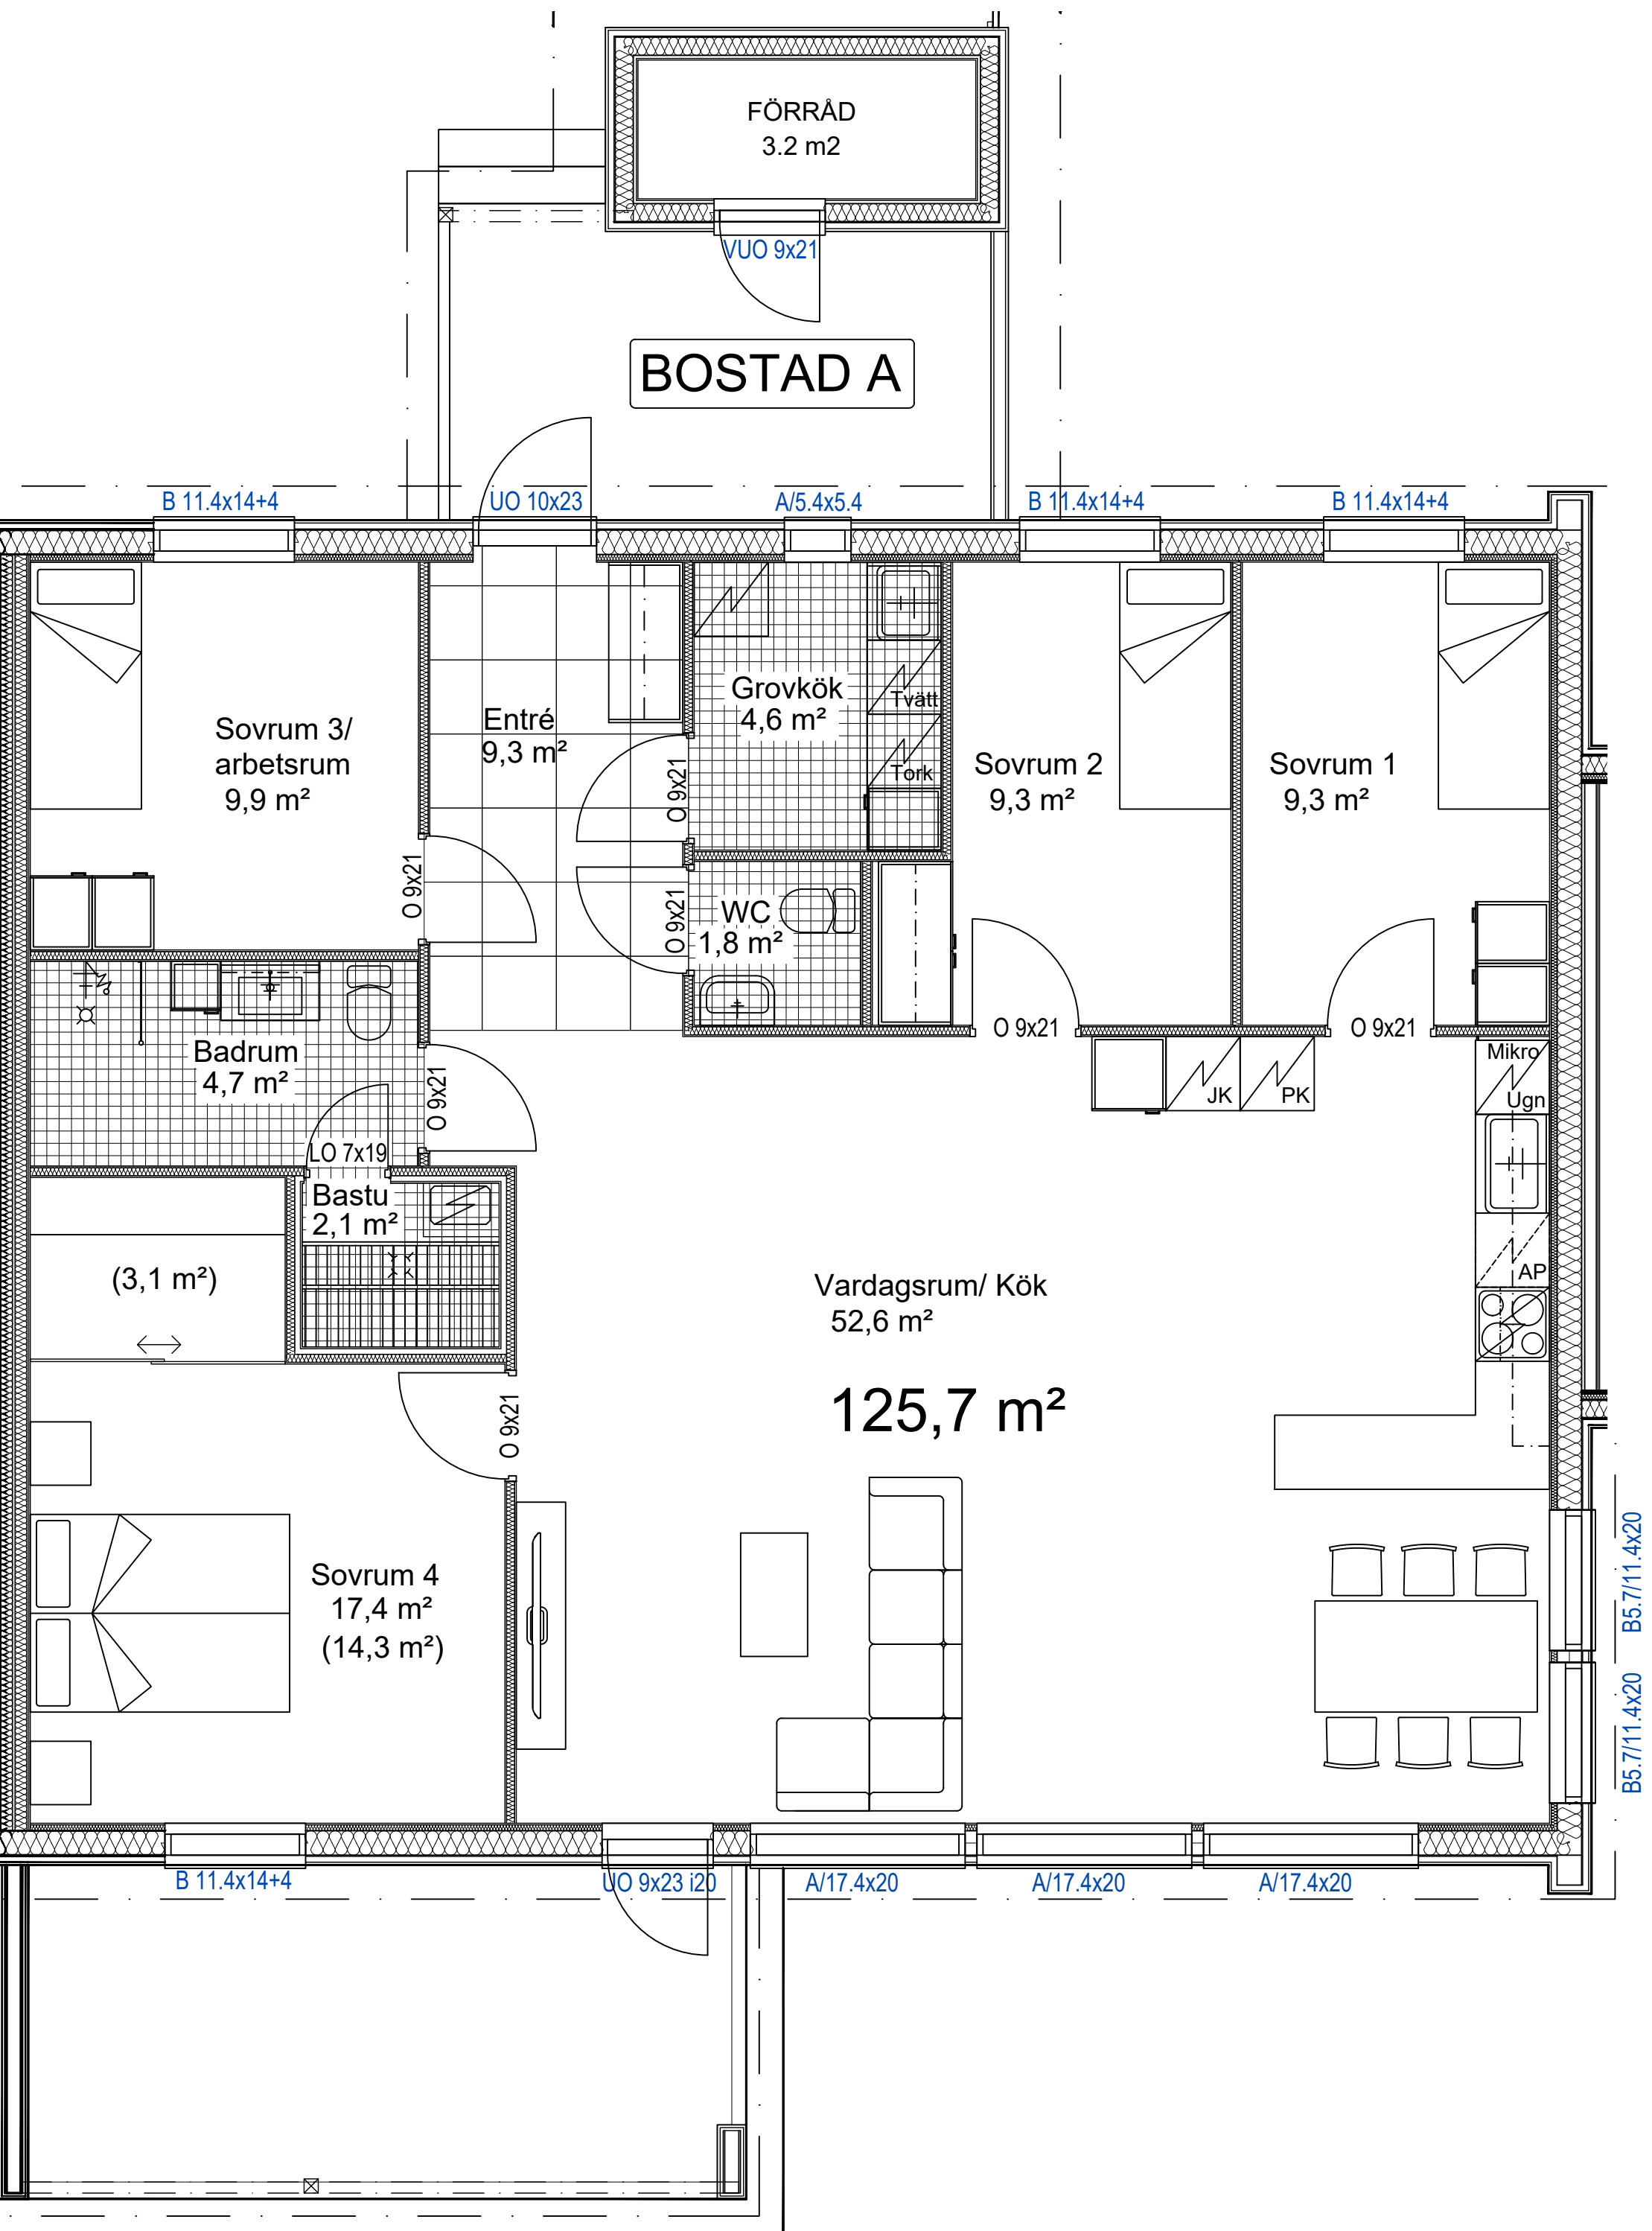 FÖRRÅD
3.2 m2
VUO 9x21
BOSTAD A
B 11.4x14+4
UO 10x23
A/5.4x5.4
B 11.4x14+4
B 11.4x14+4
Sovrum 3/
arbetsrum
9,9 m²
Entré
9,3 m²
Grovkök
4,6 m²
Tvätt
Tork
Sovrum 2
9,3 m²
Sovrum 1
9,3 m²
O 9x21
O 9x21
O 9x21
WC
1,8 m²
O 9x21
O 9x21
Badrum
4,7 m²
O 9x21
JK
PK
Mikro
Ugn
LO 7x19
Bastu
2,1 m²
(3,1 m²)
AP
Vardagsrum/ Kök
52,6 m²
125,7 m²
O 9x21
Sovrum 4
17,4 m²
(14,3 m²)
B5.7/11.4x20
B5.7/11.4x20
B 11.4x14+4
UO 9x23 i20
A/17.4x20
A/17.4x20
A/17.4x20